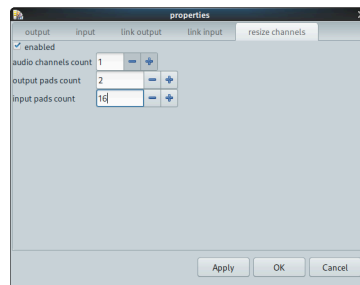 properties
output input link output link input resize channels
enabled
audio channels count 1
output pads count 2
input pads count 16
Apply OK Cancel